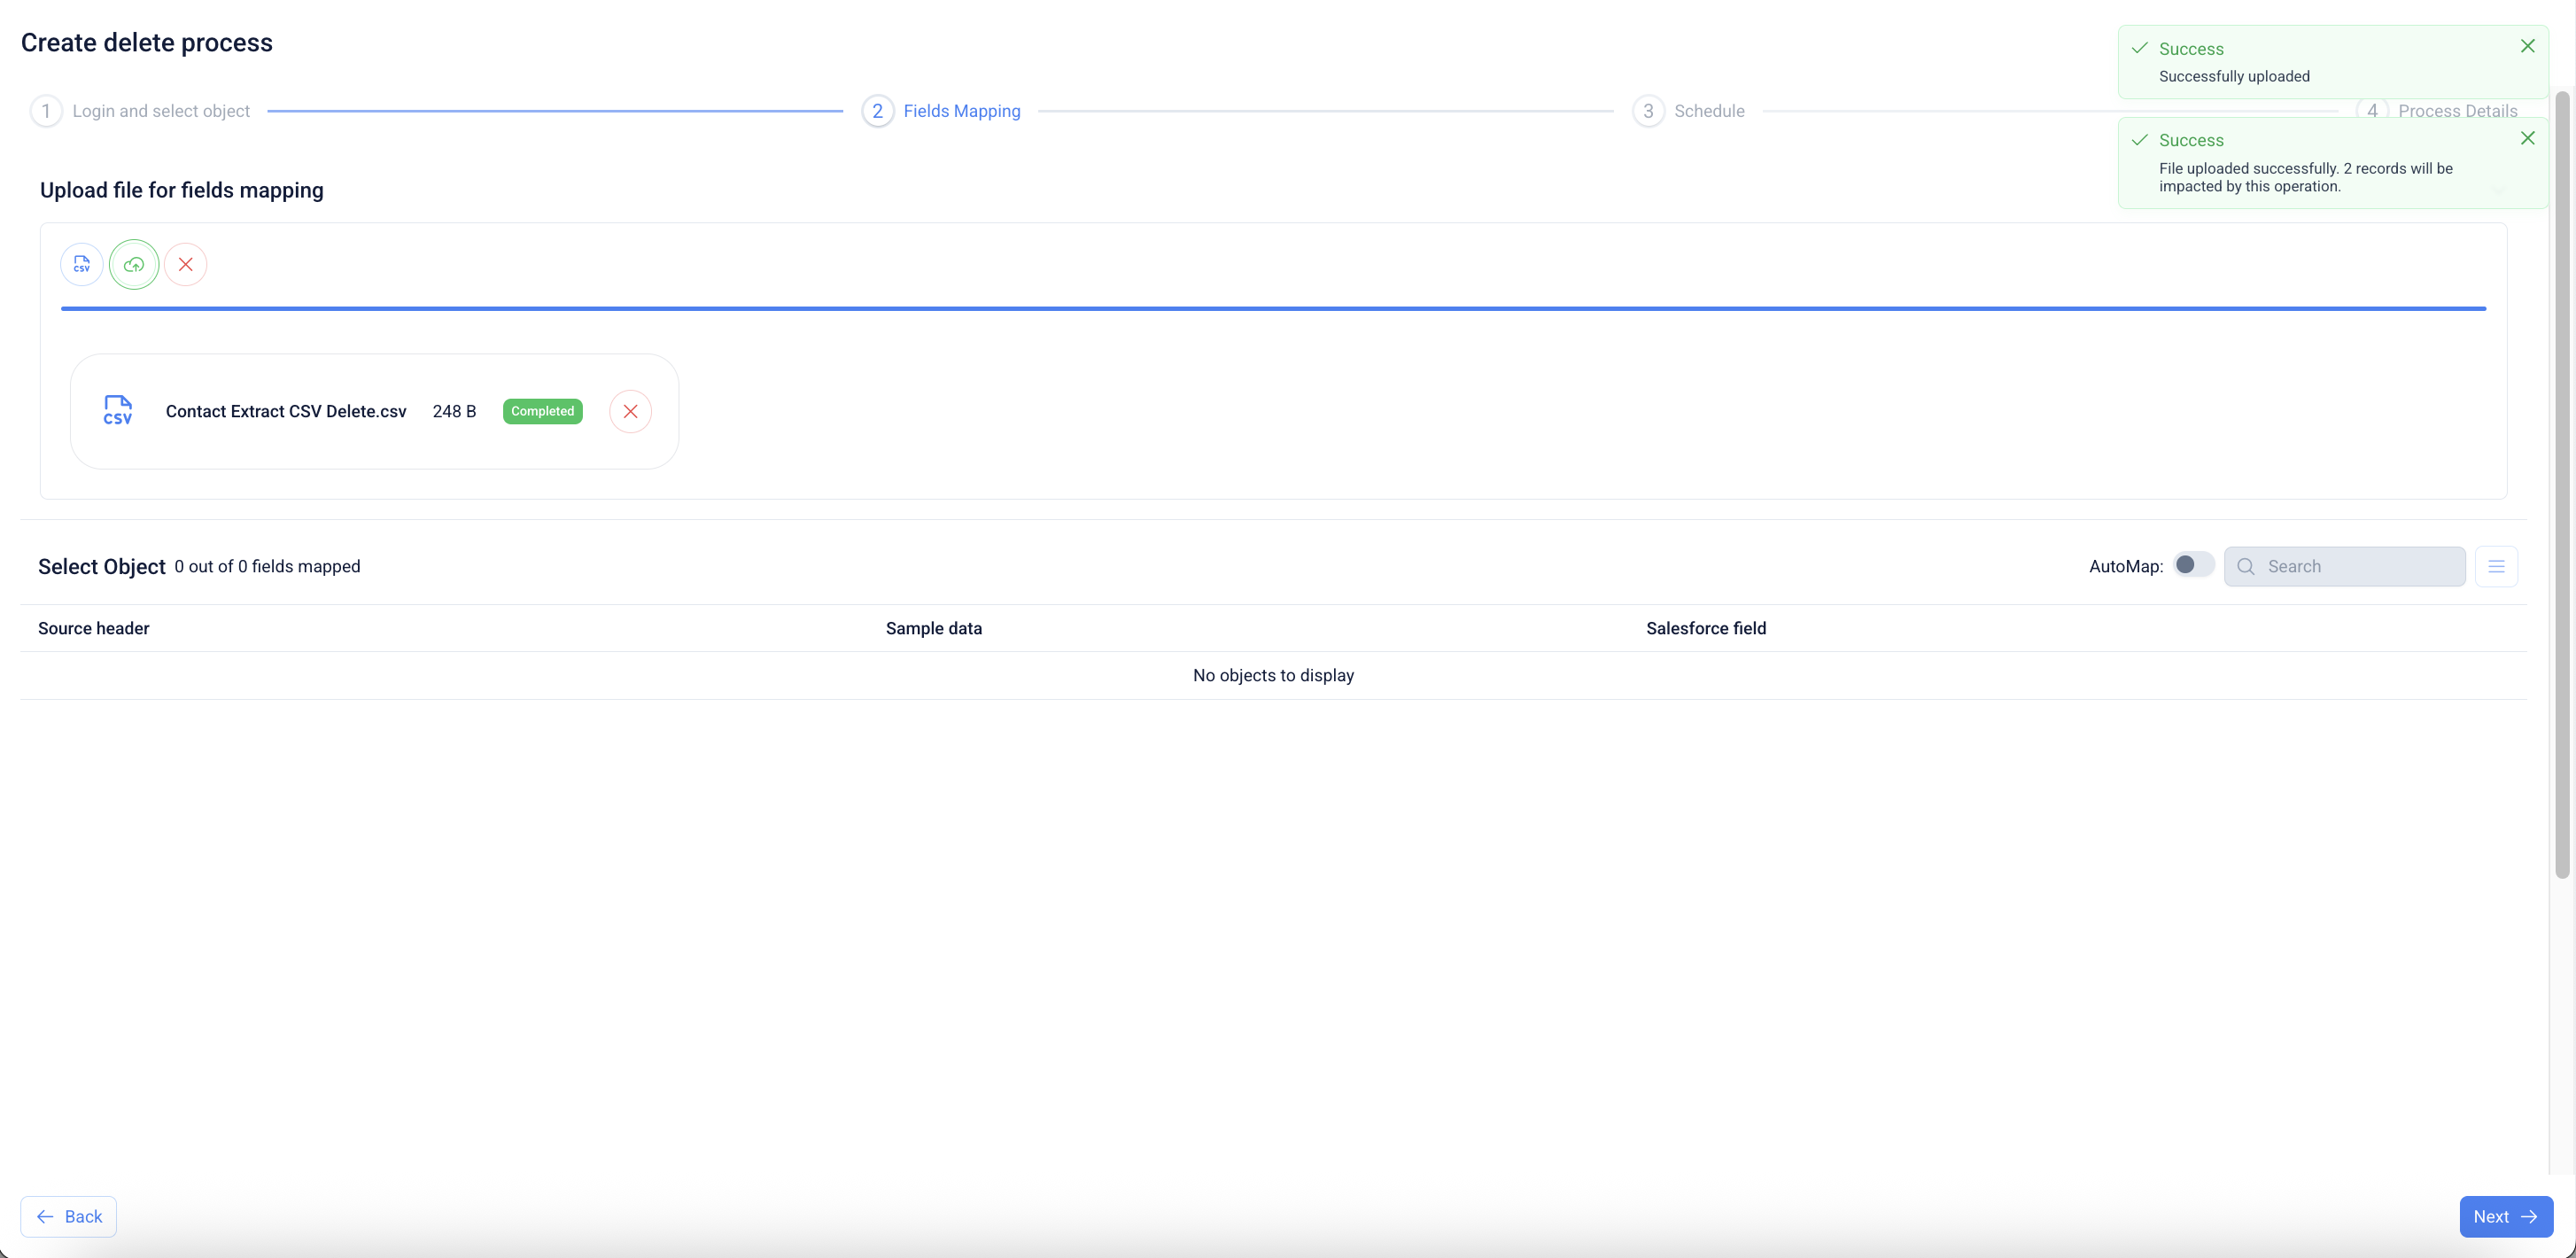 Create delete process
Success
Successfully uploaded
1 Login and select object
2 Fields Mapping
3 Schedule
4 Process Details
Success
File uploaded successfully. 2 records will be
impacted by this operation.
Upload file for fields mapping
CSV
CSV Contact Extract CSV Delete.csv 248 B Completed
Select Object 0 out of 0 fields mapped
AutoMap: Search
Source header Sample data Salesforce field
No objects to display
Back
Next